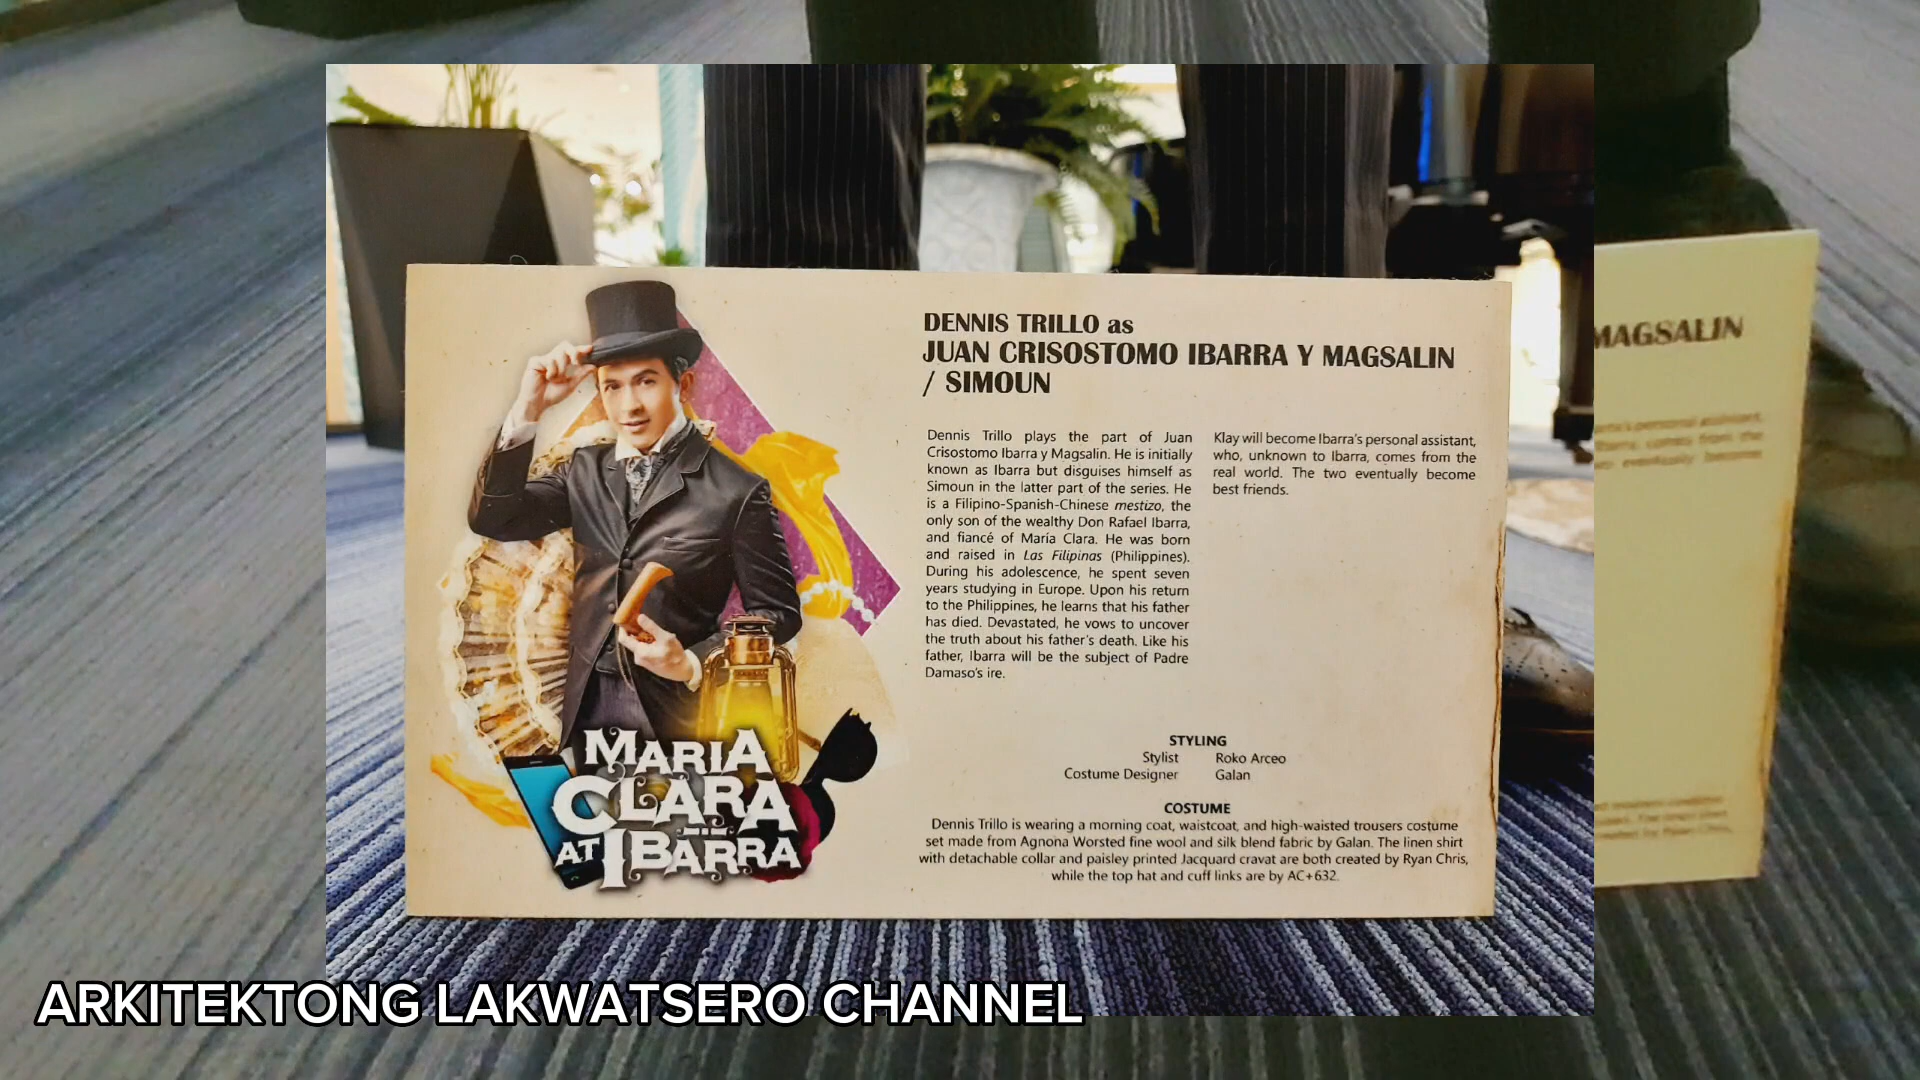 DENNIS TRILLO as
JUAN CRISOSTOMO IBARRA Y MAGSALIN
/ SIMOUN
Dennis Trillo plays the part of Juan
Crisostomo Ibarra y Magsalin. He is initially
known as Ibarra but disguises himself as
Simoun in the latter part of the series. He
is a Filipino-Spanish-Chinese mestizo, the
only son of the wealthy Don Rafael Ibarra,
and fiancé of María Clara. He was born
and raised in Las Filipinas (Philippines).
During his adolescence, he spent seven
years studying in Europe. Upon his return
to the Philippines, he learns that his father
has died. Devastated, he vows to uncover
the truth about his father's death. Like his
father, Ibarra will be the subject of Padre
Damaso's ire.
Klay will become Ibarra's personal assistant,
who, unknown to Ibarra, comes from the
real world. The two eventually become
best friends.
STYLING
Stylist Roko Arceo
Costume Designer Galan
COSTUME
Dennis Trillo is wearing a morning coat, waistcoat, and high-waisted trousers costume
set made from Agnona Worsted fine wool and silk blend fabric by Galan. The linen shirt
with detachable collar and paisley printed Jacquard cravat are both created by Ryan Chris,
while the top hat and cuff links are by AC+632.
MARIA
CLARA
AT IBARRA
MAGSALIN
ARKITEKTONG LAKWATSERO CHANNEL